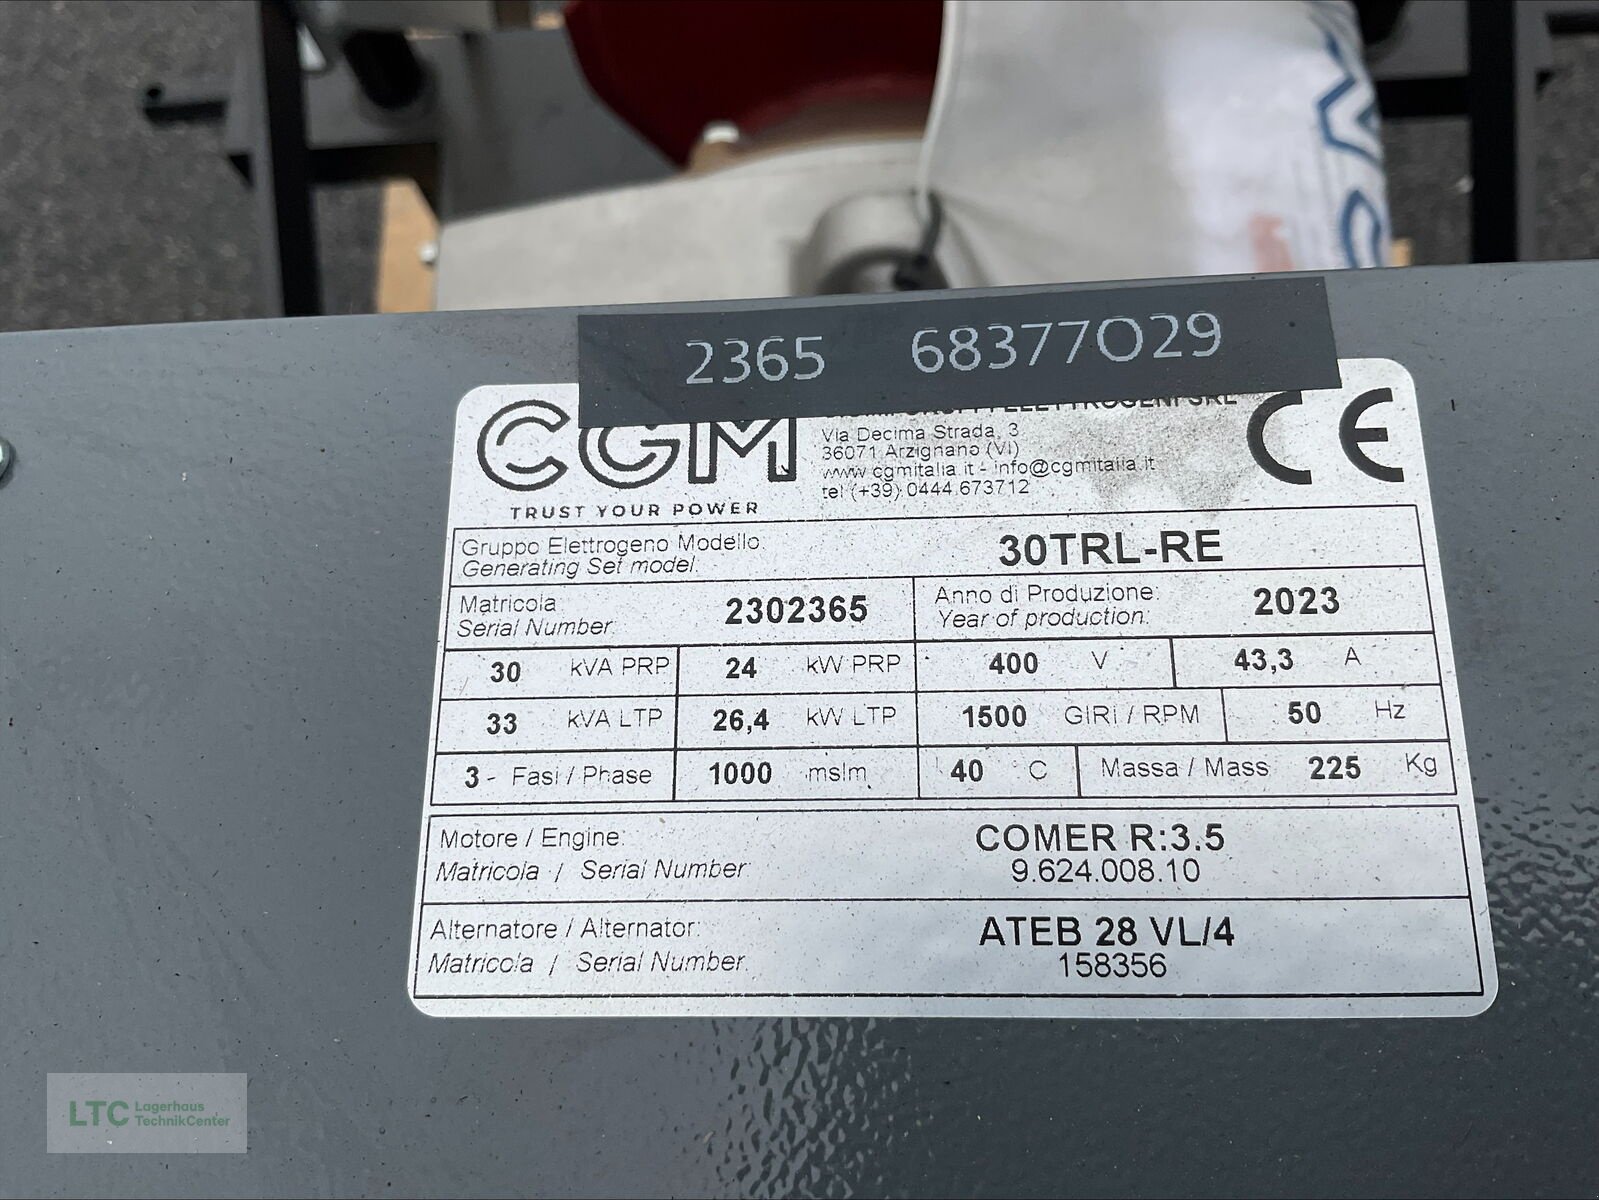 2365 68377029
CGM
TRUST YOUR POWER
ELETTROGENI SRL
Via Decima Strada, 3
36071 Arzignano (VI)
www.cgmitalia.it - info@cgmitalia.it
tel (+39) 0444.673712
CE
Gruppo Elettrogeno Modello:
Generating Set model:
30TRL-RE
Matricola:
Serial Number:
2302365
Anno di Produzione:
Year of production:
2023
30 kVA PRP 24 kW PRP 400 V 43,3 A
33 kVA LTP 26,4 kW LTP 1500 GIRI / RPM 50 Hz
3 - Fasi / Phase 1000 mslm 40 °C Massa / Mass 225 Kg
Motore / Engine: COMER R:3.5
Matricola / Serial Number: 9.624.008.10
Alternatore / Alternator: ATEB 28 VL/4
Matricola / Serial Number: 158356
LTC Lagerhaus
TechnikCenter